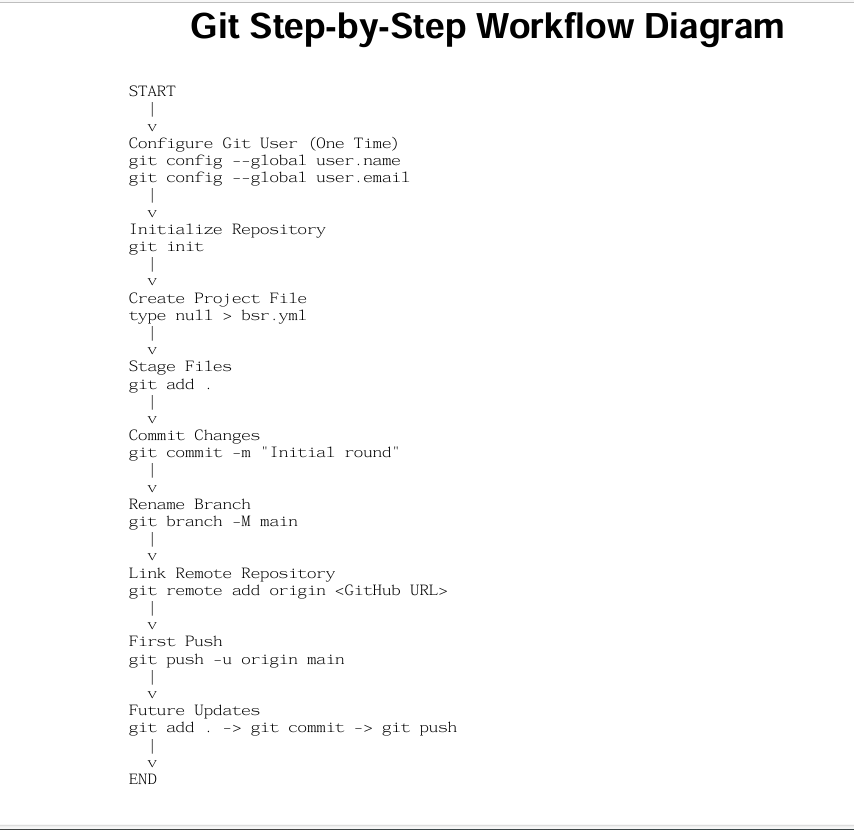 Git Step-by-Step Workflow Diagram
START
|
v
Configure Git User (One Time)
git config --global user.name
git config --global user.email
|
v
Initialize Repository
git init
|
v
Create Project File
type null > bsr.yml
|
v
Stage Files
git add .
|
v
Commit Changes
git commit -m "Initial round"
|
v
Rename Branch
git branch -M main
|
v
Link Remote Repository
git remote add origin <GitHub URL>
|
v
First Push
git push -u origin main
|
v
Future Updates
git add . -> git commit -> git push
|
v
END